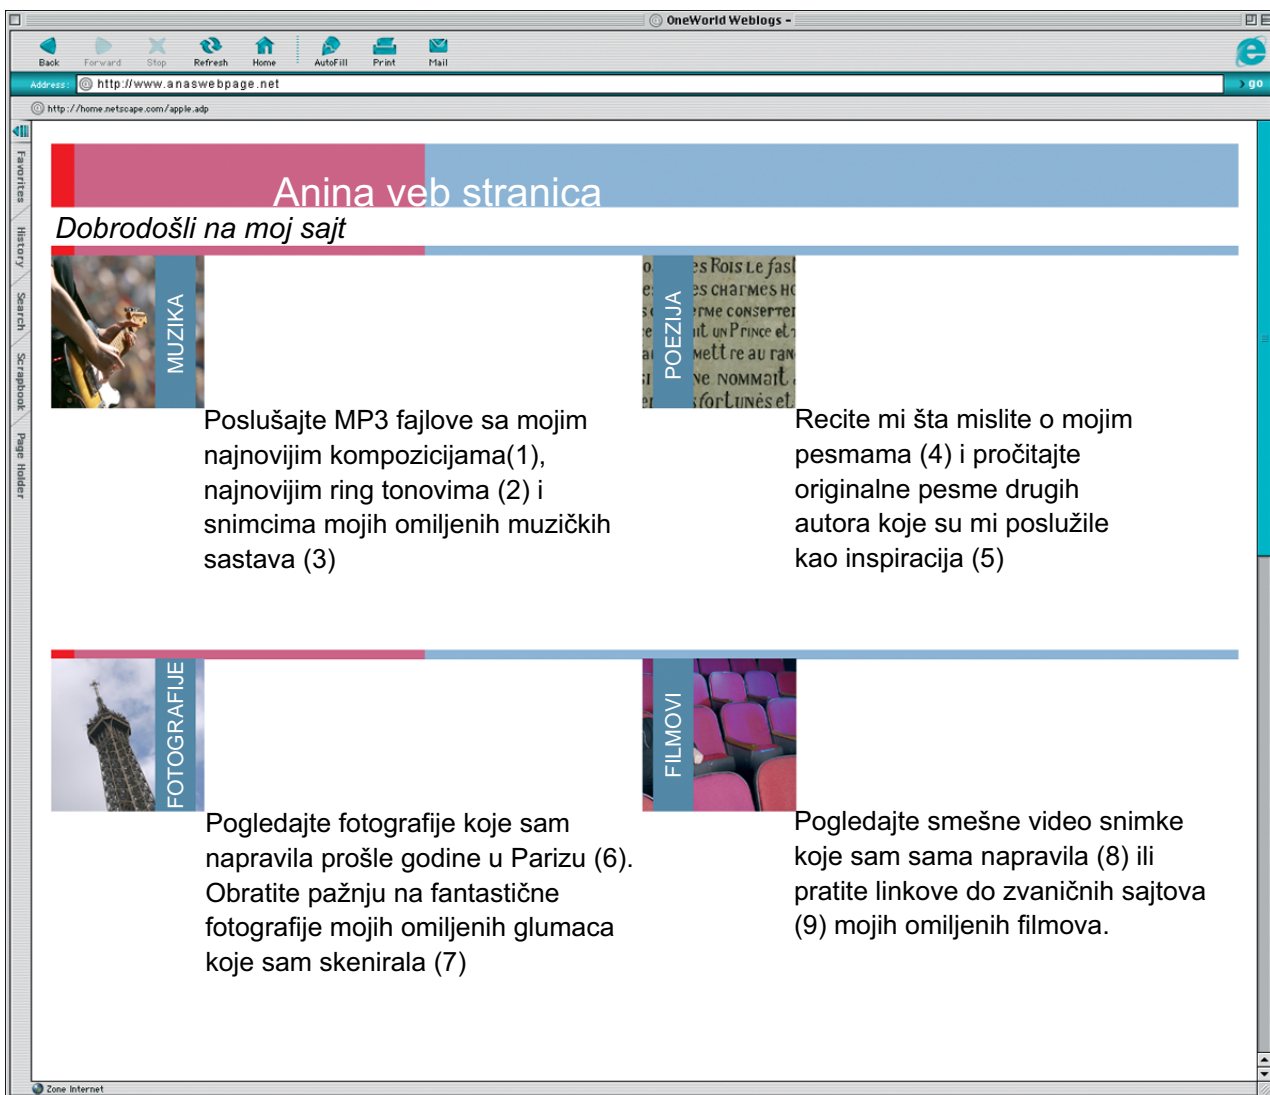 OneWorld Weblogs -
Back Forward Stop Refresh Home AutoFill Print Mail
Address: http://www.anaswebpage.net go
http://home.netscape.com/apple.adp
Favorites
History
Search
Scrapbook
Page Holder
Anina veb stranica
Dobrodošli na moj sajt
MUZIKA
Poslušajte MP3 fajlove sa mojim
najnovijim kompozicijama(1),
najnovijim ring tonovima (2) i
snimcima mojih omiljenih muzičkih
sastava (3)
POEZIJA
Recite mi šta mislite o mojim
pesmama (4) i pročitajte
originalne pesme drugih
autora koje su mi poslužile
kao inspiracija (5)
FOTOGRAFIJE
Pogledajte fotografije koje sam
napravila prošle godine u Parizu (6).
Obratite pažnju na fantastične
fotografije mojih omiljenih glumaca
koje sam skenirala (7)
FILMOVI
Pogledajte smešne video snimke
koje sam sama napravila (8) ili
pratite linkove do zvaničnih sajtova
(9) mojih omiljenih filmova.
Zone Internet